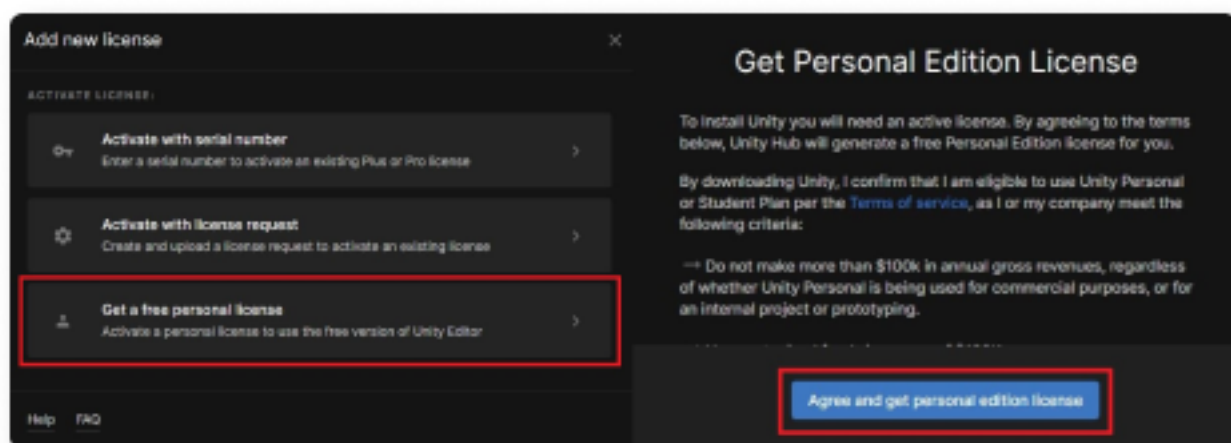 Add new license
ACTIVATE LICENSE:
Activate with serial number
Enter a serial number to activate an existing Plus or Pro license
Activate with license request
Create and upload a license request to activate an existing license
Get a free personal license
Activate a personal license to use the free version of Unity Editor
Help FAQ
Get Personal Edition License
To install Unity you will need an active license. By agreeing to the terms
below, Unity Hub will generate a free Personal Edition license for you.
By downloading Unity, I confirm that I am eligible to use Unity Personal
or Student Plan per the Terms of service, as I or my company meet the
following criteria:
→ Do not make more than $100k in annual gross revenues, regardless
of whether Unity Personal is being used for commercial purposes, or for
an internal project or prototyping.
Agree and get personal edition license